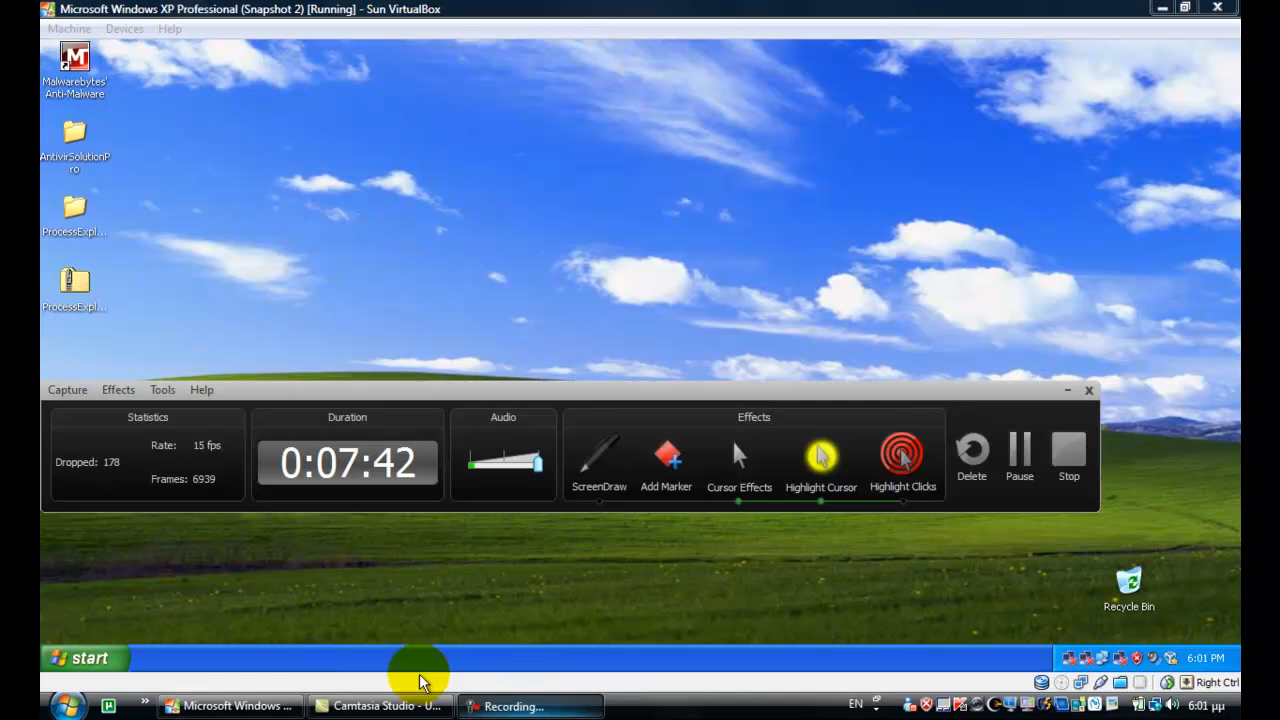 Microsoft Windows XP Professional (Snapshot 2) [Running] - Sun VirtualBox
Machine Devices Help
Malwarebytes' Anti-Malware
AntivirSolutionPro
ProcessExpl...
ProcessExpl...
Capture Effects Tools Help
Statistics Duration Audio Effects
Rate: 15 fps
Dropped: 178
Frames: 6939
0:07:42
ScreenDraw Add Marker Cursor Effects Highlight Cursor Highlight Clicks Delete Pause Stop
Recycle Bin
start 6:01 PM
Right Ctrl
Microsoft Windows ... Camtasia Studio - U... Recording... EN 6:01 μμ